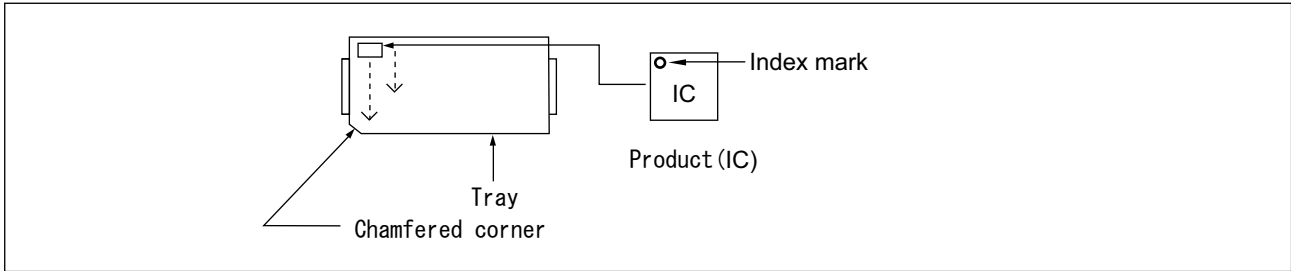 Index mark
IC
Product(IC)
Tray
Chamfered corner